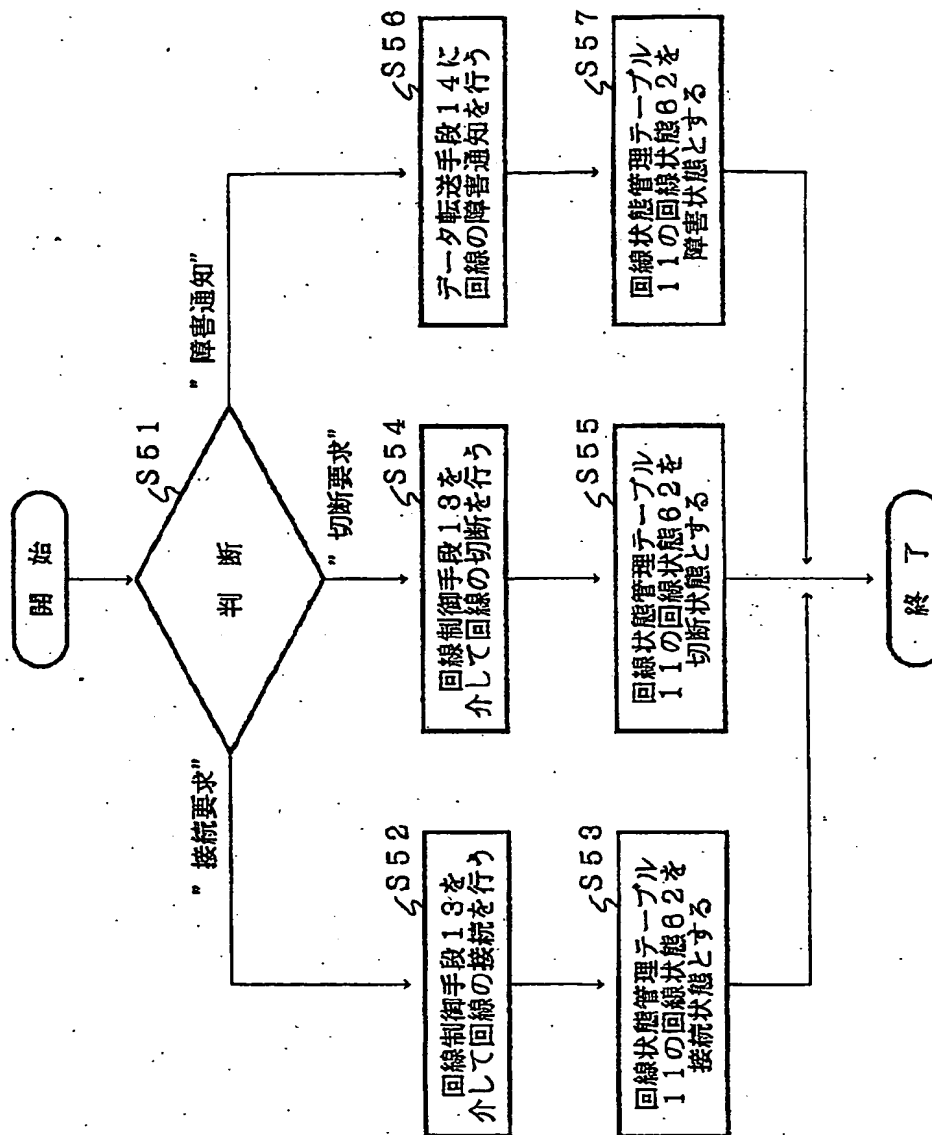 開始
S51
判断
"接続要求"
"切断要求"
"障害通知"
S52
回線制御手段13を
介して回線の接続を行う
S53
回線状態管理テーブル
11の回線状態62を
接続状態とする
S54
回線制御手段13を
介して回線の切断を行う
S55
回線状態管理テーブル
11の回線状態62を
切断状態とする
S56
データ転送手段14に
回線の障害通知を行う
S57
回線状態管理テーブル
11の回線状態62を
障害状態とする
終了